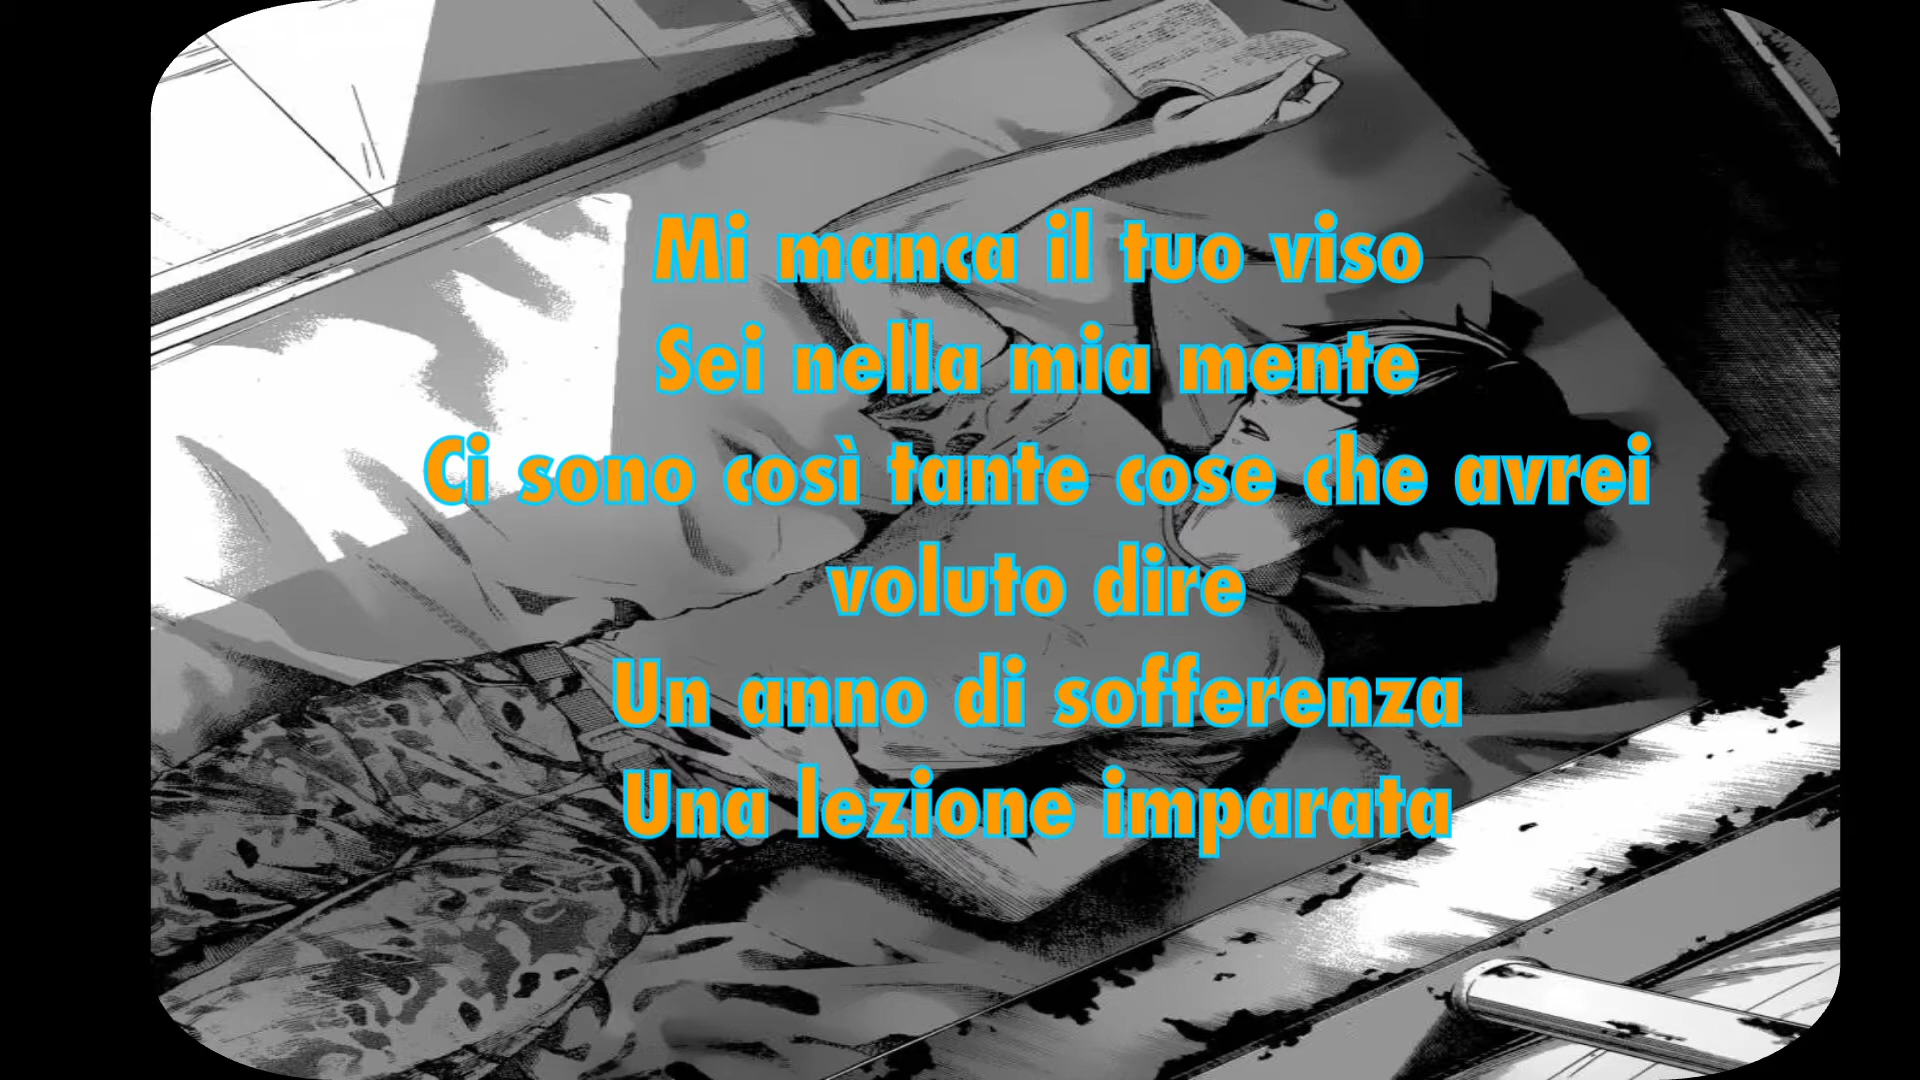 Mi manca il tuo viso
Sei nella mia mente
Ci sono così tante cose che avrei
voluto dire
Un anno di sofferenza
Una lezione imparata